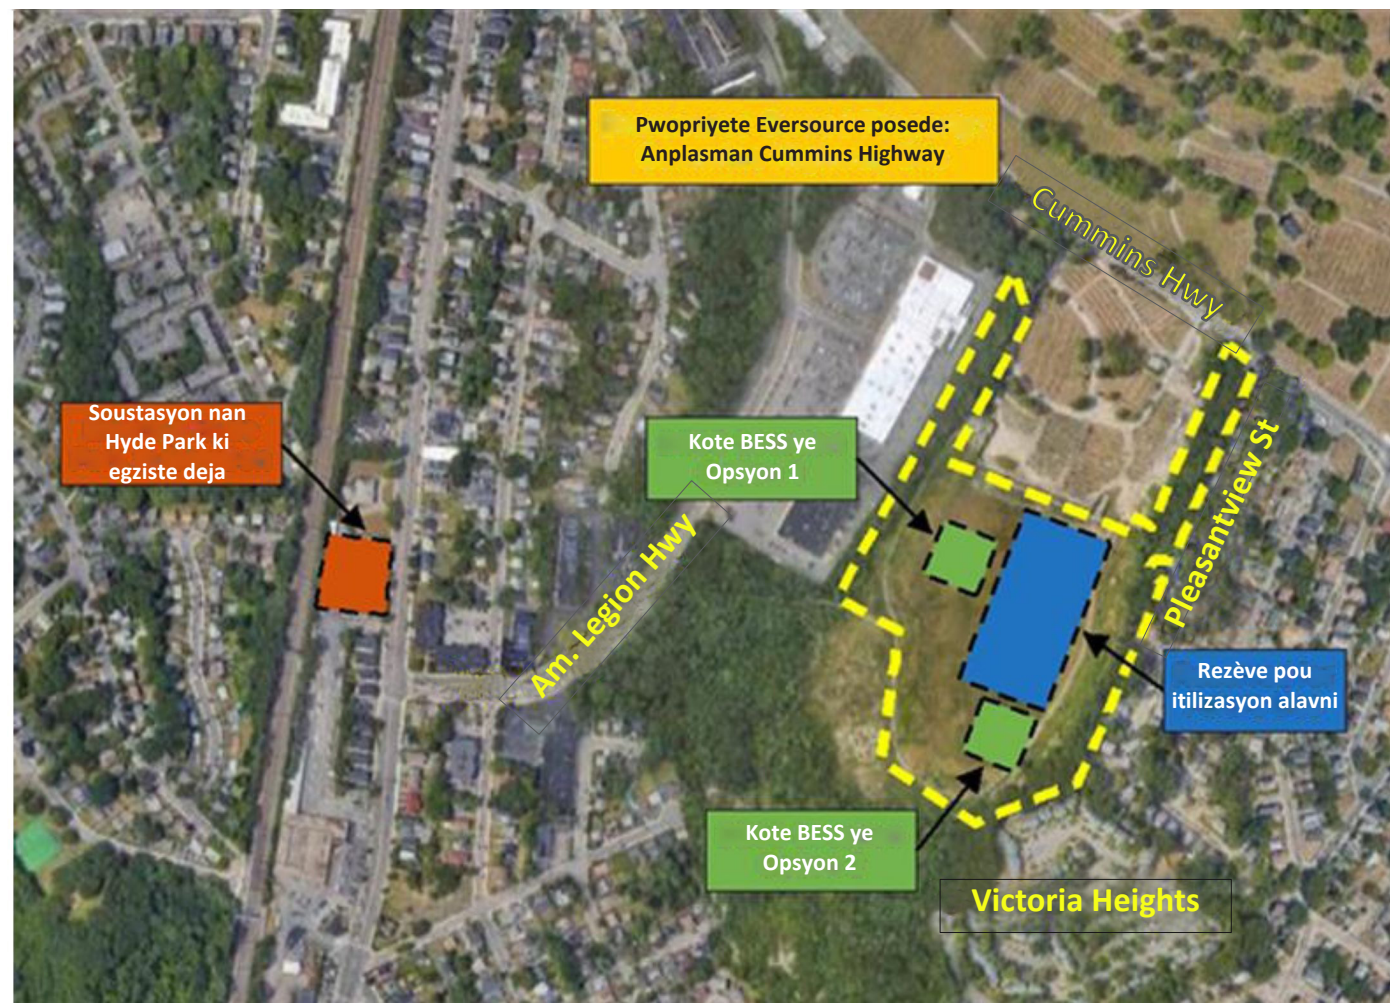 Pwopriyete Eversource posede:
Anplasman Cummins Highway
Cummins Hwy
Soustasyon nan
Hyde Park ki
egziste deja
Kote BESS ye
Opsyon 1
Am. Legion Hwy
Pleasantview St
Rezève pou
itilizasyon alavni
Kote BESS ye
Opsyon 2
Victoria Heights